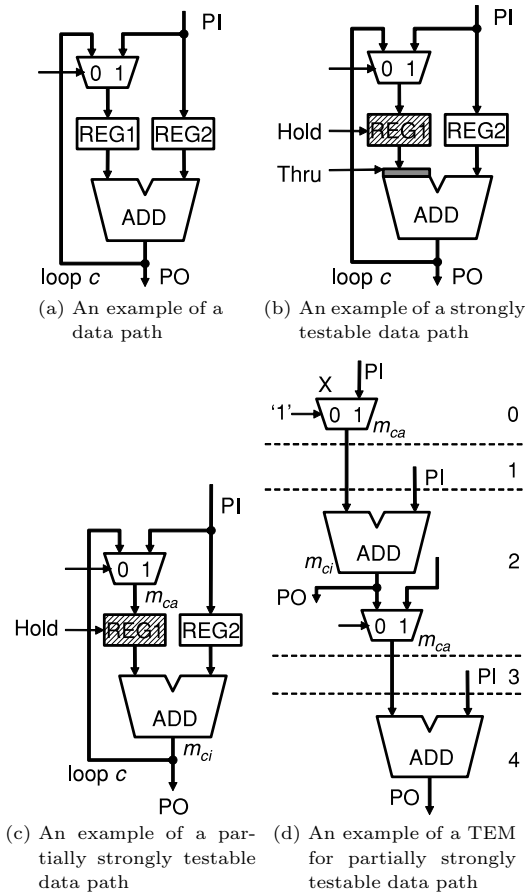 PI
0 1
REG1 REG2
ADD
loop c PO
(a) An example of a
data path
PI
0 1
Hold REG1 REG2
Thru
ADD
loop c PO
(b) An example of a strongly
testable data path
PI
0 1
m_ca
Hold REG1 REG2
ADD
m_ci
loop c
PO
(c) An example of a par-
tially strongly testable
data path
X PI
'1' 0 1 0
m_ca
1
PI
ADD 2
m_ci
PO
0 1
m_ca
PI 3
ADD 4
PO
(d) An example of a TEM
for partially strongly
testable data path